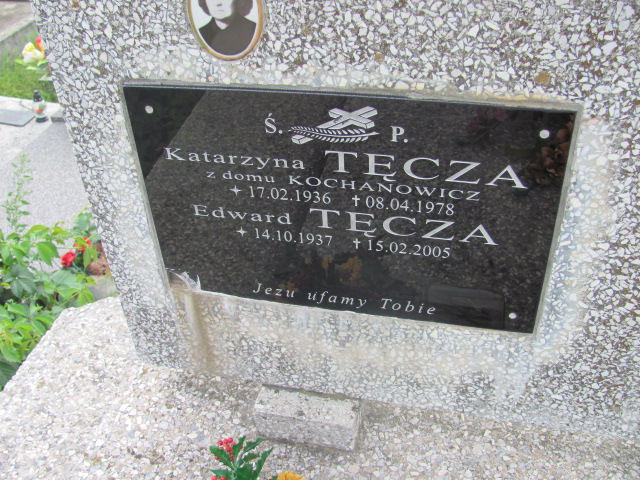 Ś. P.
Katarzyna TĘCZA
z domu KOCHANOWICZ
17.02.1936 08.04.1978
Edward TĘCZA
14.10.1937 15.02.2005
Jezu ufamy Tobie